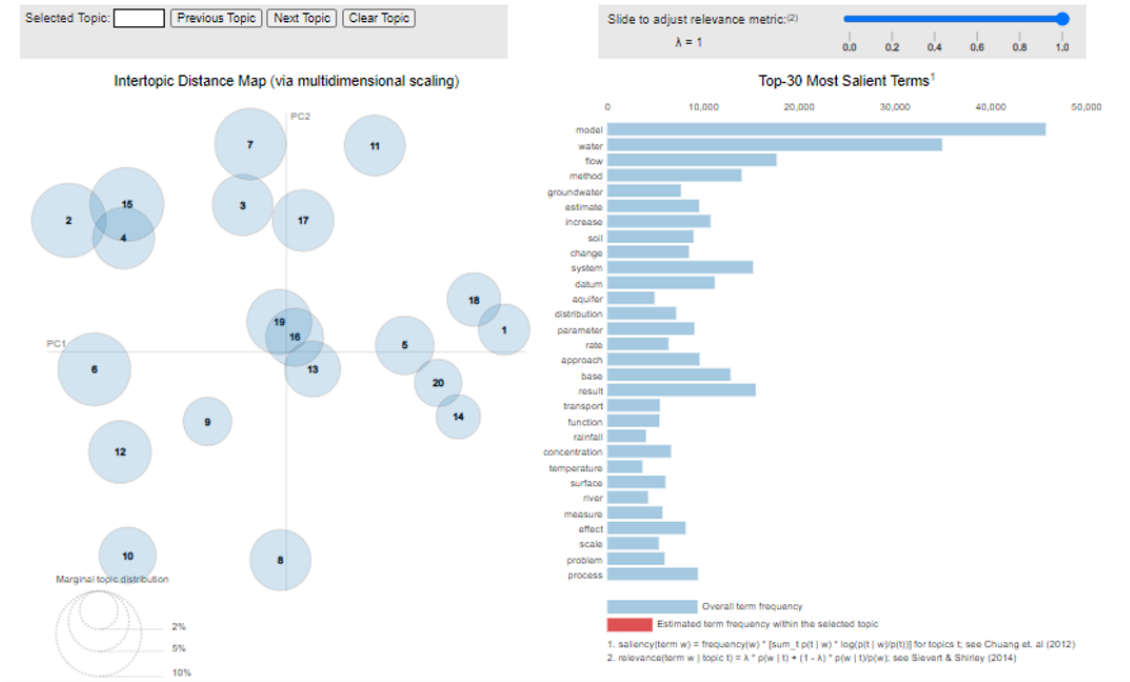 Selected Topic: Previous Topic Next Topic Clear Topic
Slide to adjust relevance metric:(2)
λ = 1
0.0 0.2 0.4 0.6 0.8 1.0
Intertopic Distance Map (via multidimensional scaling)
PC2
PC1
7
11
3
17
15
2
4
18
19
1
16
5
6
13
20
14
9
12
10
8
Marginal topic distribution
2%
5%
10%
Top-30 Most Salient Terms1
0 10,000 20,000 30,000 40,000 50,000
model
water
flow
method
groundwater
estimate
increase
soil
change
system
datum
aquifer
distribution
parameter
rate
approach
base
result
transport
function
rainfall
concentration
temperature
surface
river
measure
effect
scale
problem
process
Overall term frequency
Estimated term frequency within the selected topic
1. saliency(term w) = frequency(w) * [sum_t p(t | w) * log(p(t | w)/p(t))] for topics t; see Chuang et. al (2012)
2. relevance(term w | topic t) = λ * p(w | t) + (1 - λ) * p(w | t)/p(w); see Sievert & Shirley (2014)